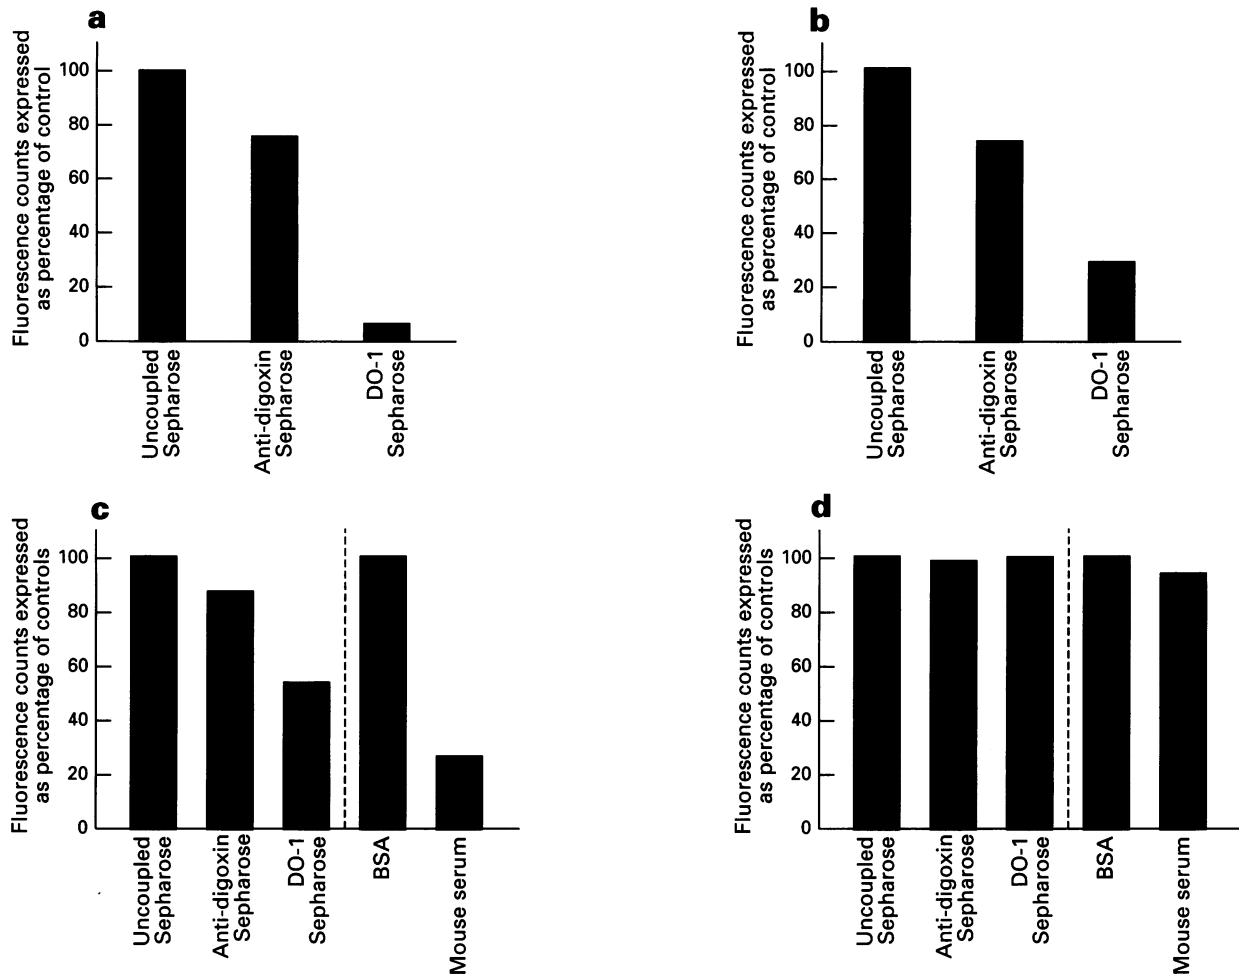 a
Fluorescence counts expressed
as percentage of control
100
80
60
40
20
0
Uncoupled
Sepharose
Anti-digoxin
Sepharose
DO-1
Sepharose
b
Fluorescence counts expressed
as percentage of control
100
80
60
40
20
0
Uncoupled
Sepharose
Anti-digoxin
Sepharose
DO-1
Sepharose
c
Fluorescence counts expressed
as percentage of controls
100
80
60
40
20
0
Uncoupled
Sepharose
Anti-digoxin
Sepharose
DO-1
Sepharose
BSA
Mouse serum
d
Fluorescence counts expressed
as percentage of controls
100
80
60
40
20
0
Uncoupled
Sepharose
Anti-digoxin
Sepharose
DO-1
Sepharose
BSA
Mouse serum